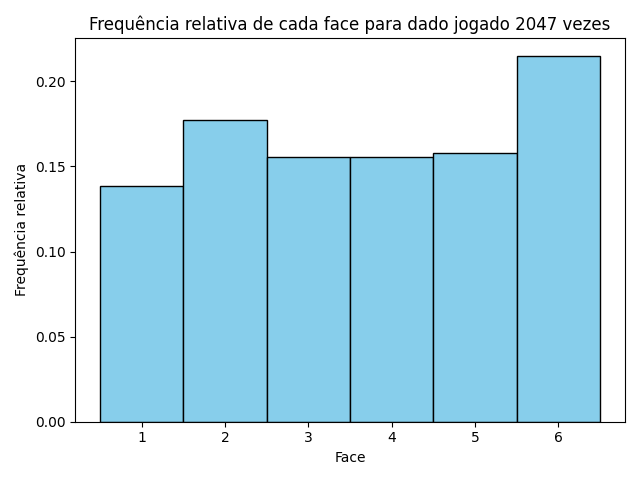 Frequência relativa de cada face para dado jogado 2047 vezes
Frequência relativa
0.20
0.15
0.10
0.05
0.00
1 2 3 4 5 6
Face